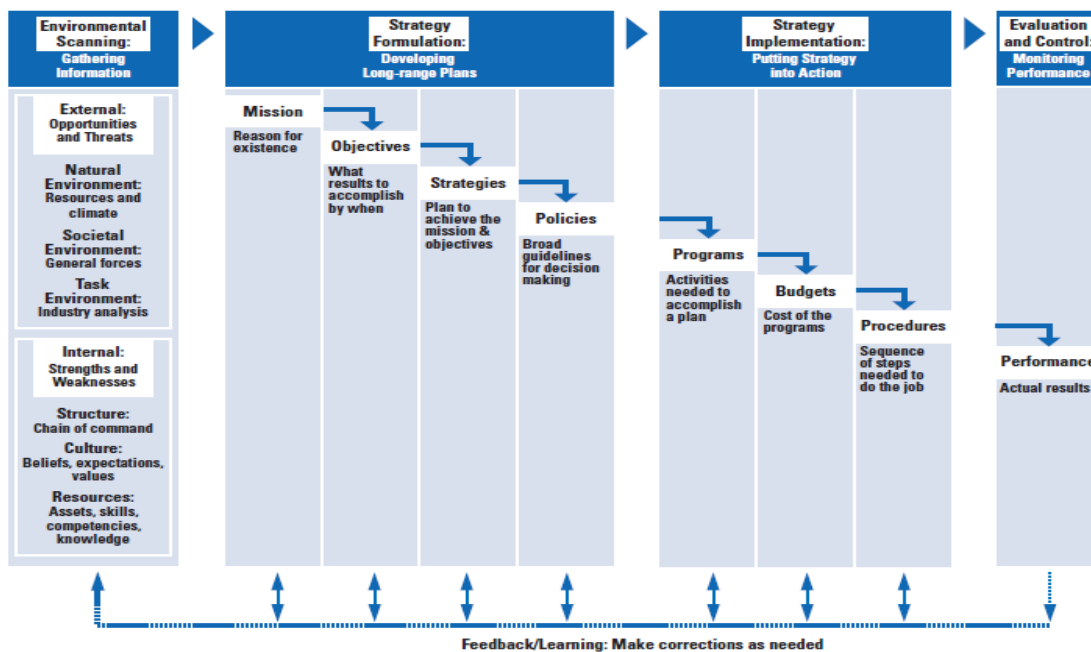 Environmental
Scanning:
Gathering
Information
External:
Opportunities
and Threats
Natural
Environment:
Resources and
climate
Societal
Environment:
General forces
Task
Environment:
Industry analysis
Internal:
Strengths and
Weaknesses
Structure:
Chain of command
Culture:
Beliefs, expectations,
values
Resources:
Assets, skills,
competencies,
knowledge
Strategy
Formulation:
Developing
Long-range Plans
Mission
Reason for
existence
Objectives
What
results to
accomplish
by when
Strategies
Plan to
achieve the
mission &
objectives
Policies
Broad
guidelines
for decision
making
Strategy
Implementation:
Putting Strategy
into Action
Programs
Activities
needed to
accomplish
a plan
Budgets
Cost of the
programs
Procedures
Sequence
of steps
needed to
do the job
Evaluation
and Control:
Monitoring
Performance
Performance
Actual results
Feedback/Learning: Make corrections as needed